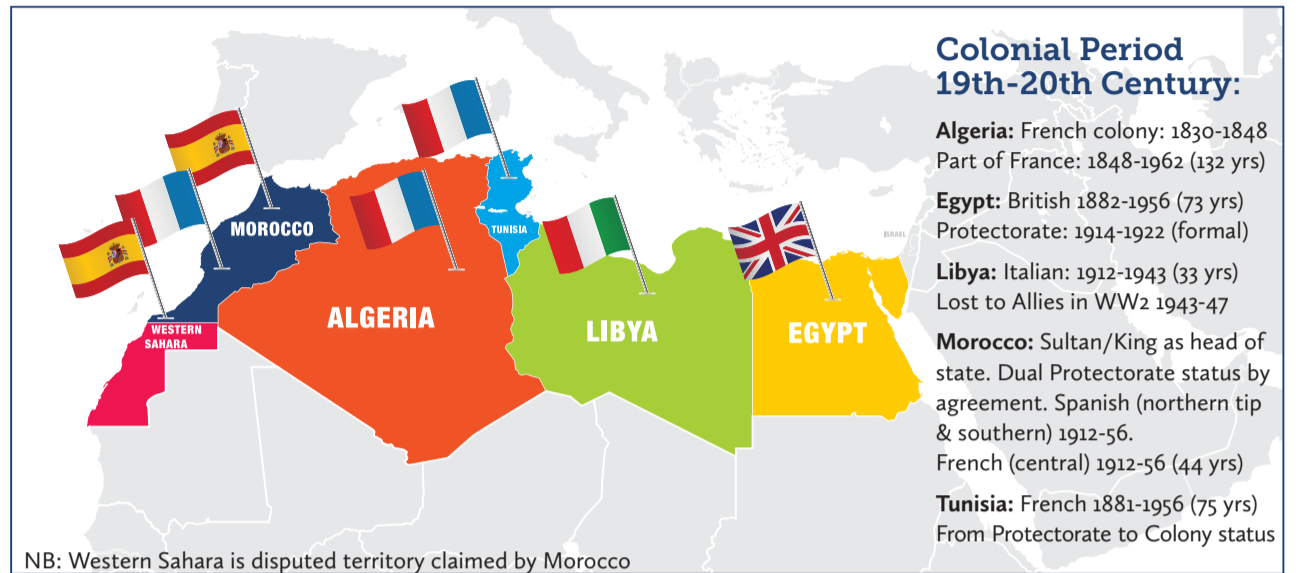 Colonial Period
19th-20th Century:
Algeria: French colony: 1830-1848
Part of France: 1848-1962 (132 yrs)
Egypt: British 1882-1956 (73 yrs)
Protectorate: 1914-1922 (formal)
Libya: Italian: 1912-1943 (33 yrs)
Lost to Allies in WW2 1943-47
Morocco: Sultan/King as head of
state. Dual Protectorate status by
agreement. Spanish (northern tip
& southern) 1912-56.
French (central) 1912-56 (44 yrs)
Tunisia: French 1881-1956 (75 yrs)
From Protectorate to Colony status
MOROCCO
TUNISIA
ISRAEL
ALGERIA
LIBYA
EGYPT
WESTERN
SAHARA
NB: Western Sahara is disputed territory claimed by Morocco